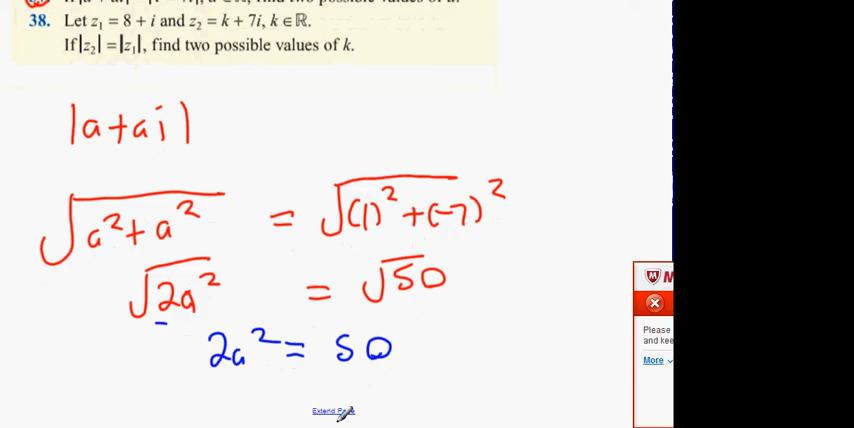 38. Let z₁ = 8 + i and z₂ = k + 7i, k ∈ ℝ.
If |z₂| = |z₁|, find two possible values of k.
|a+ai|
√a²+a² = √(1)²+(-7)²
√2a² = √50
2a² = 50
M
Please
and kee
More
Extend Page